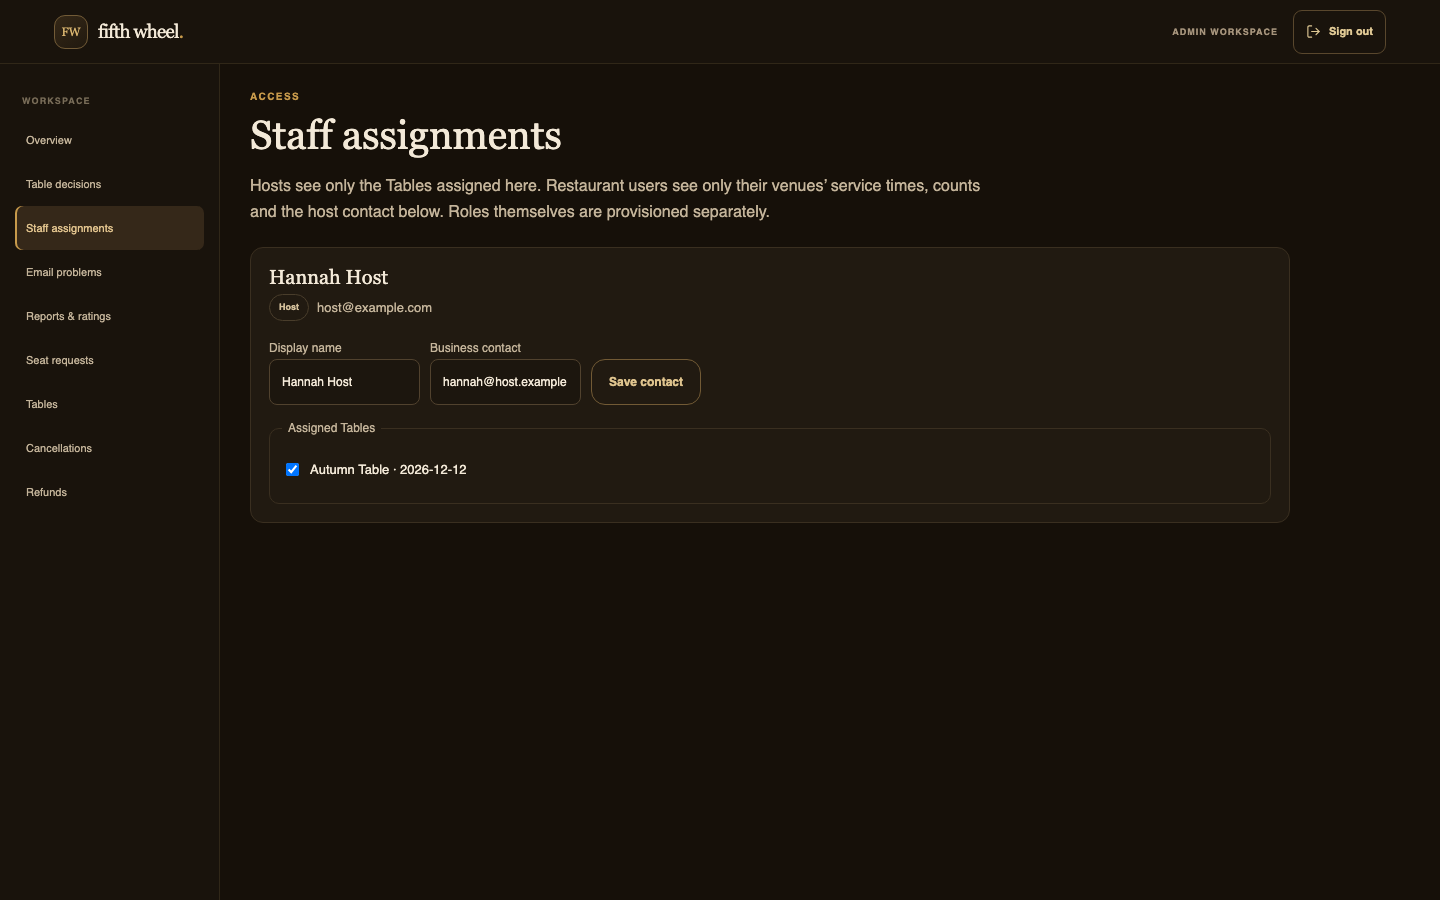 FW fifth wheel.
ADMIN WORKSPACE
Sign out
WORKSPACE
Overview
Table decisions
Staff assignments
Email problems
Reports & ratings
Seat requests
Tables
Cancellations
Refunds
ACCESS
Staff assignments
Hosts see only the Tables assigned here. Restaurant users see only their venues’ service times, counts
and the host contact below. Roles themselves are provisioned separately.
Hannah Host
Host host@example.com
Display name
Business contact
Hannah Host
hannah@host.example
Save contact
Assigned Tables
Autumn Table · 2026-12-12